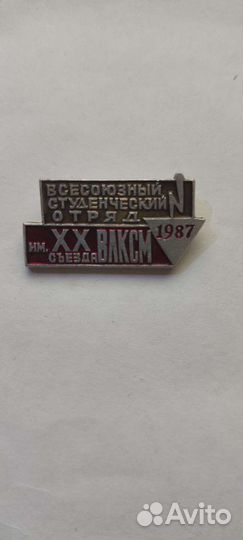 ВСЕСОЮЗНЫЙ
СТУДЕНЧЕСКИЙ
ОТРЯД
ИМ. XX СЪЕЗДА ВЛКСМ
1987
Avito